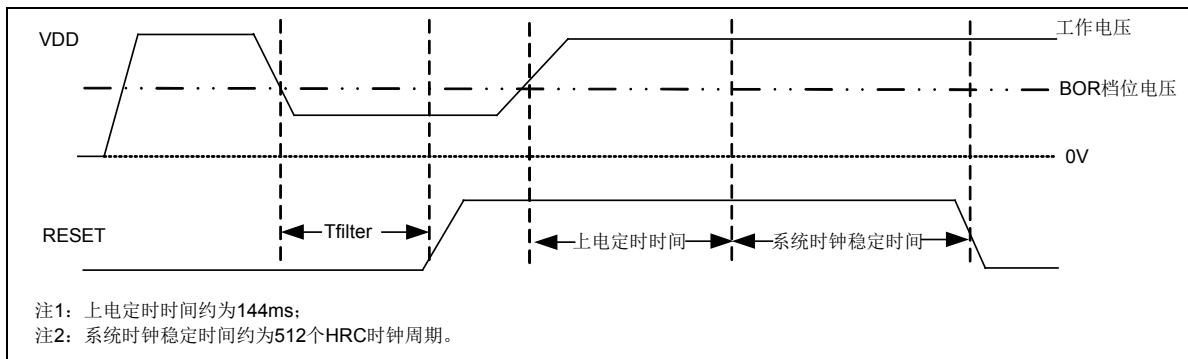 VDD
工作电压
BOR档位电压
0V
RESET
Tfilter
上电定时时间
系统时钟稳定时间
注1：上电定时时间约为144ms；
注2：系统时钟稳定时间约为512个HRC时钟周期。